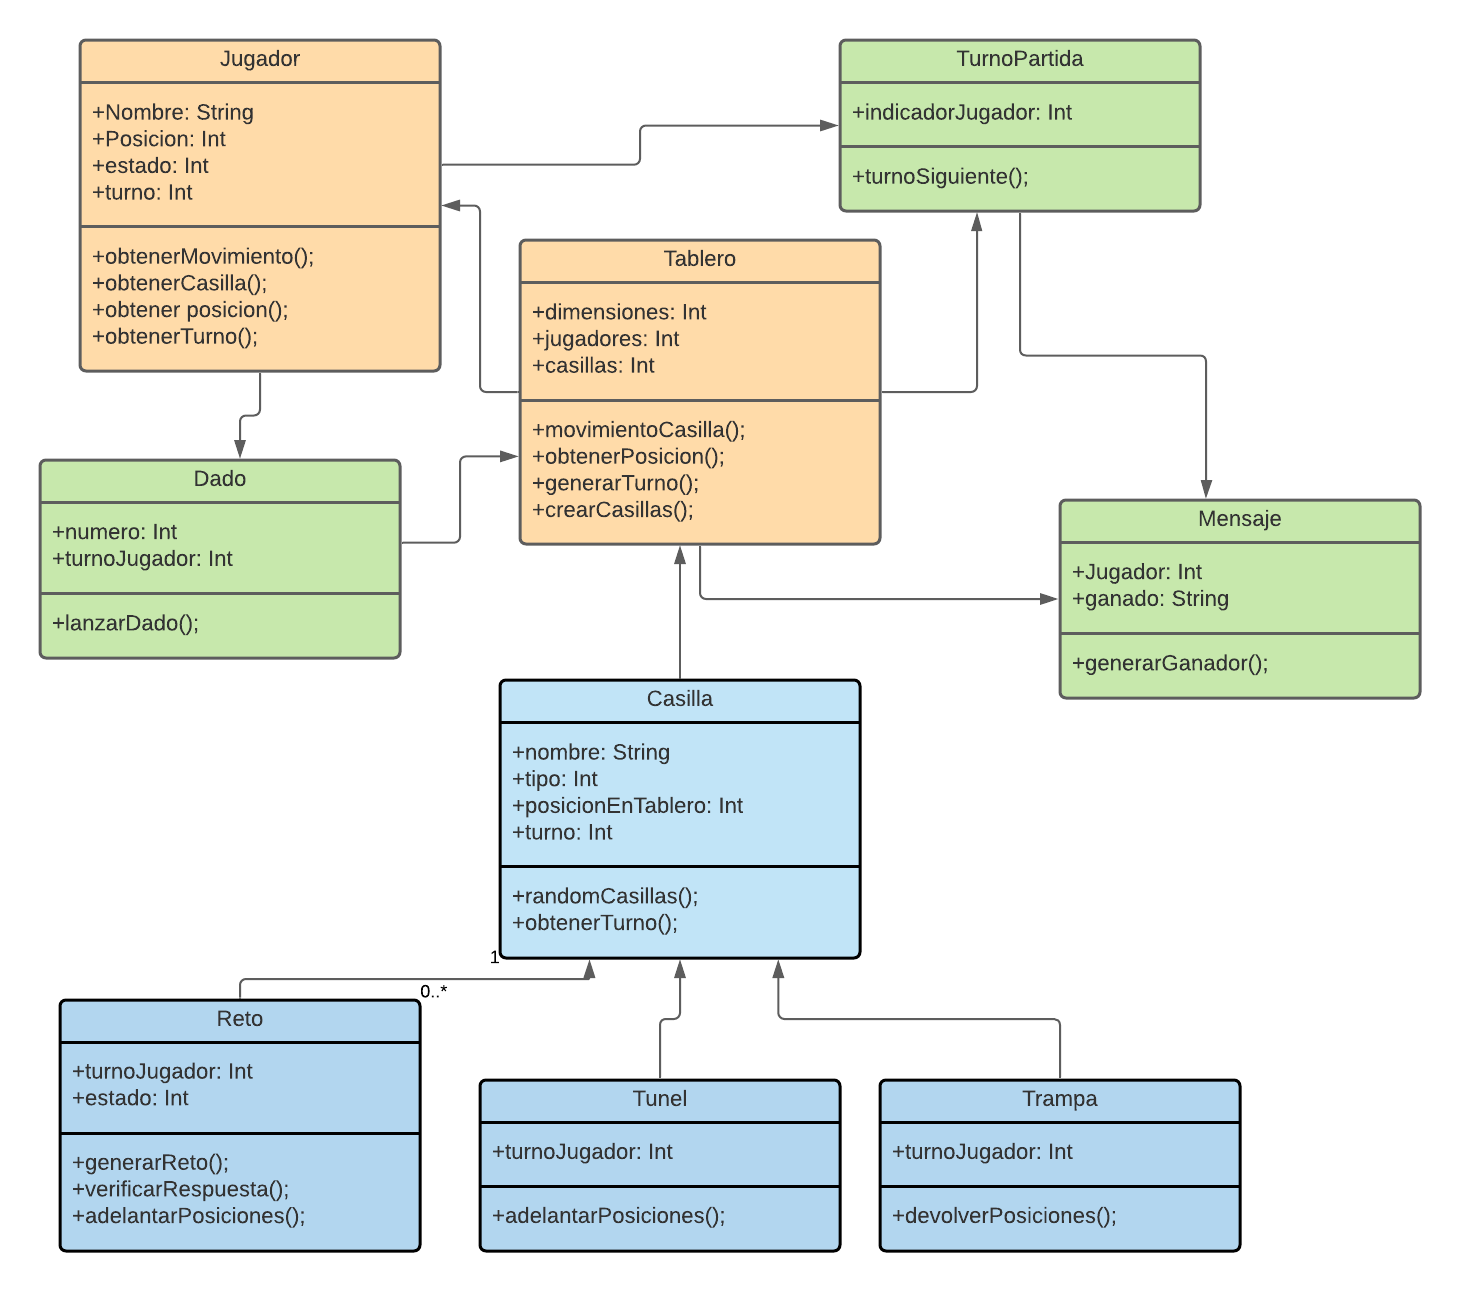 Jugador
+Nombre: String
+Posicion: Int
+estado: Int
+turno: Int
+obtenerMovimiento();
+obtenerCasilla();
+obtener posicion();
+obtenerTurno();
TurnoPartida
+indicadorJugador: Int
+turnoSiguiente();
Tablero
+dimensiones: Int
+jugadores: Int
+casillas: Int
+movimientoCasilla();
+obtenerPosicion();
+generarTurno();
+crearCasillas();
Dado
+numero: Int
+turnoJugador: Int
+lanzarDado();
Mensaje
+Jugador: Int
+ganado: String
+generarGanador();
Casilla
+nombre: String
+tipo: Int
+posicionEnTablero: Int
+turno: Int
+randomCasillas();
+obtenerTurno();
1
0..*
Reto
+turnoJugador: Int
+estado: Int
+generarReto();
+verificarRespuesta();
+adelantarPosiciones();
Tunel
+turnoJugador: Int
+adelantarPosiciones();
Trampa
+turnoJugador: Int
+devolverPosiciones();